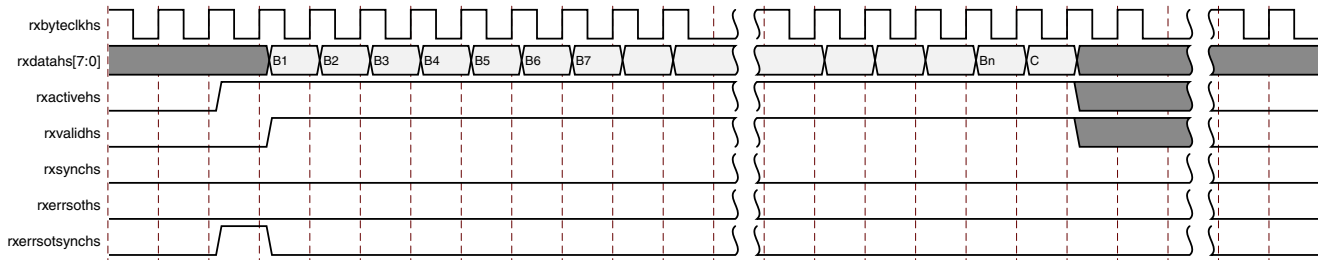 rxbyteclkhs
rxdatahs[7:0] B1 B2 B3 B4 B5 B6 B7 Bn C
rxactivehs
rxvalidhs
rxsynchs
rxerrsoths
rxerrsotsynchs